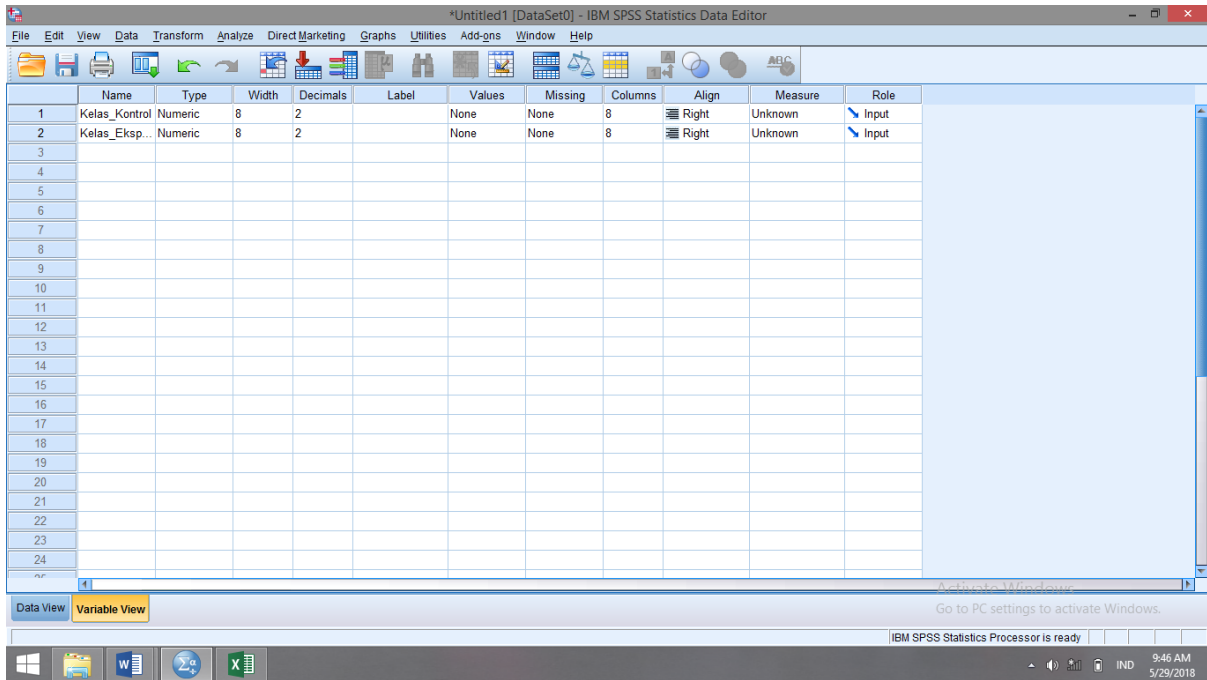 *Untitled1 [DataSet0] - IBM SPSS Statistics Data Editor
File Edit View Data Transform Analyze Direct Marketing Graphs Utilities Add-ons Window Help
Name Type Width Decimals Label Values Missing Columns Align Measure Role
1 Kelas_Kontrol Numeric 8 2 None None 8 Right Unknown Input
2 Kelas_Eksp... Numeric 8 2 None None 8 Right Unknown Input
3
4
5
6
7
8
9
10
11
12
13
14
15
16
17
18
19
20
21
22
23
24
Activate Windows
Data View Variable View Go to PC settings to activate Windows.
IBM SPSS Statistics Processor is ready
IND 9:46 AM
5/29/2018